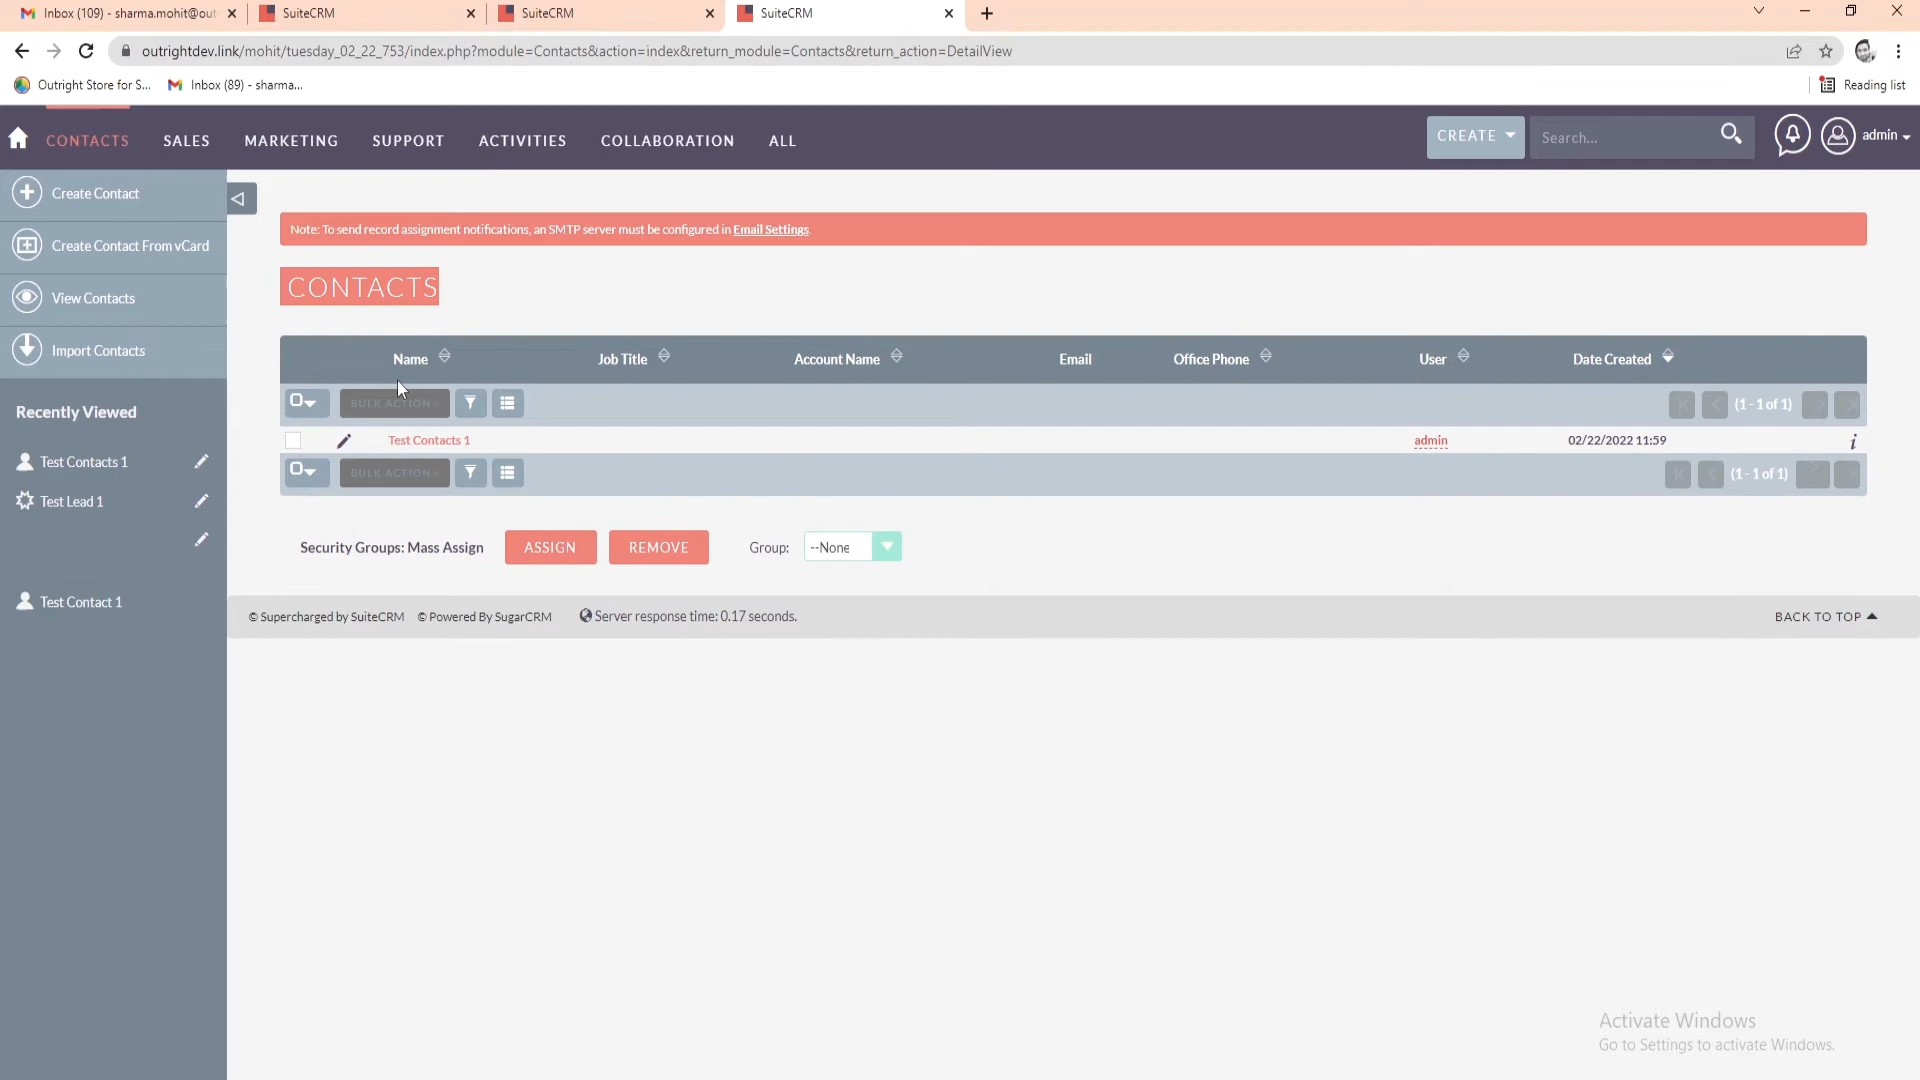 Inbox (109) - sharma.mohit@out
SuiteCRM
SuiteCRM
SuiteCRM
outrightdev.link/mohit/tuesday_02_22_753/index.php?module=Contacts&action=index&return_module=Contacts&return_action=DetailView
Outright Store for S...
Inbox (89) - sharma...
Reading list
CONTACTS
SALES
MARKETING
SUPPORT
ACTIVITIES
COLLABORATION
ALL
CREATE
Search...
admin
Create Contact
Create Contact From vCard
View Contacts
Import Contacts
Recently Viewed
Test Contacts 1
Test Lead 1
Test Contact 1
Note: To send record assignment notifications, an SMTP server must be configured in Email Settings.
CONTACTS
Name
Job Title
Account Name
Email
Office Phone
User
Date Created
BULK ACTION
(1 - 1 of 1)
Test Contacts 1
admin
02/22/2022 11:59
BULK ACTION
(1 - 1 of 1)
Security Groups: Mass Assign
ASSIGN
REMOVE
Group:
--None
© Supercharged by SuiteCRM
© Powered By SugarCRM
Server response time: 0.17 seconds.
BACK TO TOP
Activate Windows
Go to Settings to activate Windows.